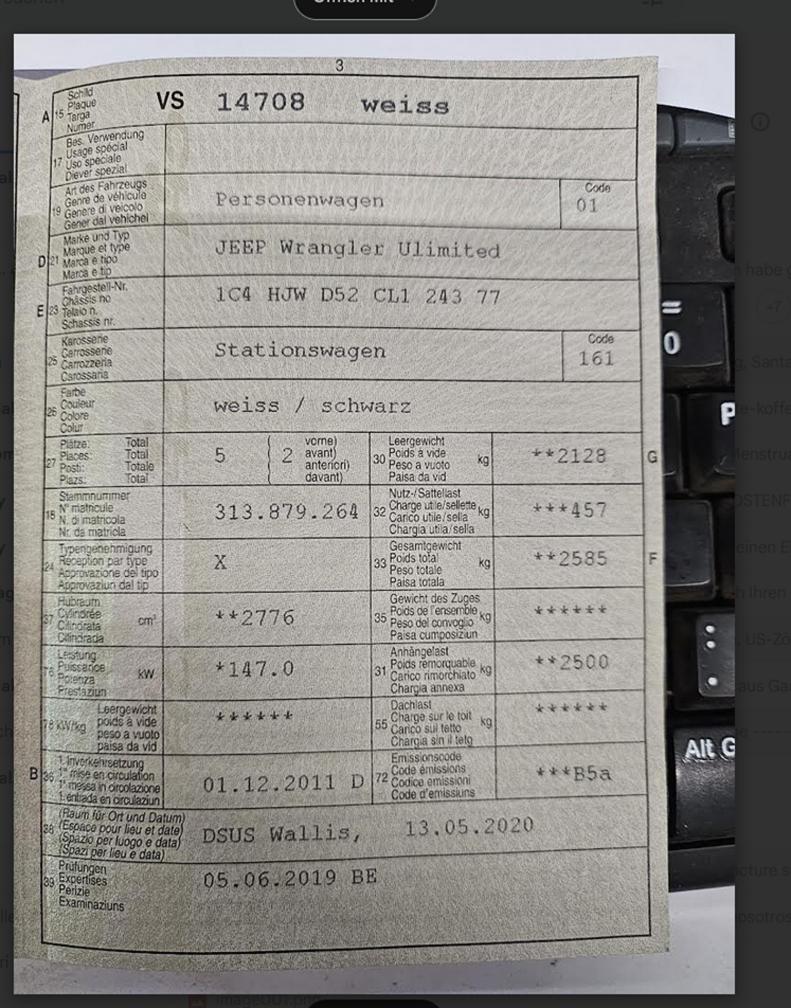 3
A 15 Schild
Plaque
Targa
Numer
VS 14708 weiss
17 Bes. Verwendung
Usage spécial
Uso speciale
Diever spezial
19 Art des Fahrzeugs
Genre de véhicule
Genere di veicolo
Gener dal vehichel
Personenwagen
Code
01
D 21 Marke und Typ
Marque et type
Marca e tipo
Marca e tip
JEEP Wrangler Ulimited
E 23 Fahrgestell-Nr.
Châssis no
Telaio n.
Schassis nr.
1C4 HJW D52 CL1 243 77
25 Karosserie
Carrosserie
Carrozzeria
Carossaria
Stationswagen
Code
161
26 Farbe
Couleur
Colore
Colur
weiss / schwarz
27 Plätze: Total
Places: Total
Posti: Totale
Plazs: Total
5 ( 2 vorne)
avant)
anteriori)
davant)
30 Leergewicht
Poids à vide
Peso a vuoto
Paisa da vid
kg
**2128
G
18 Stammnummer
N° matricule
N. di matricola
Nr. da matricla
313.879.264
32 Nutz-/Sattellast
Charge utile/sellette
Carico utile/sella
Chargia utila/sella
kg
***457
24 Typengenehmigung
Réception par type
Approvazione del tipo
Approvaziun dal tip
X
33 Gesamtgewicht
Poids total
Peso totale
Paisa totala
kg
**2585
F
37 Hubraum
Cylindrée
Cilindrata
Cilindrada
cm³
**2776
35 Gewicht des Zuges
Poids de l'ensemble
Peso del convoglio
Paisa cumposiziun
kg
******
76 Leistung
Puissance
Potenza
Prestaziun
kW
*147.0
31 Anhängelast
Poids remorquable
Carico rimorchiato
Chargia annexa
kg
**2500
78 kW/kg Leergewicht
poids à vide
peso a vuoto
paisa da vid
******
55 Dachlast
Charge sur le toit
Carico sul tetto
Chargia sin il tetg
kg
******
B 36 1. Inverkehrsetzung
1re mise en circulation
1a messa in circolazione
1. entrada en circulaziun
01.12.2011 D
72 Emissionscode
Code émissions
Codice emissioni
Code d'emissiuns
***B5a
38 (Raum für Ort und Datum)
(Espace pour lieu et date)
(Spazio per luogo e data)
(Spazi per lieu e data)
DSUS Wallis, 13.05.2020
39 Prüfungen
Expertises
Perizie
Examinaziuns
05.06.2019 BE
=
0
P
Alt G